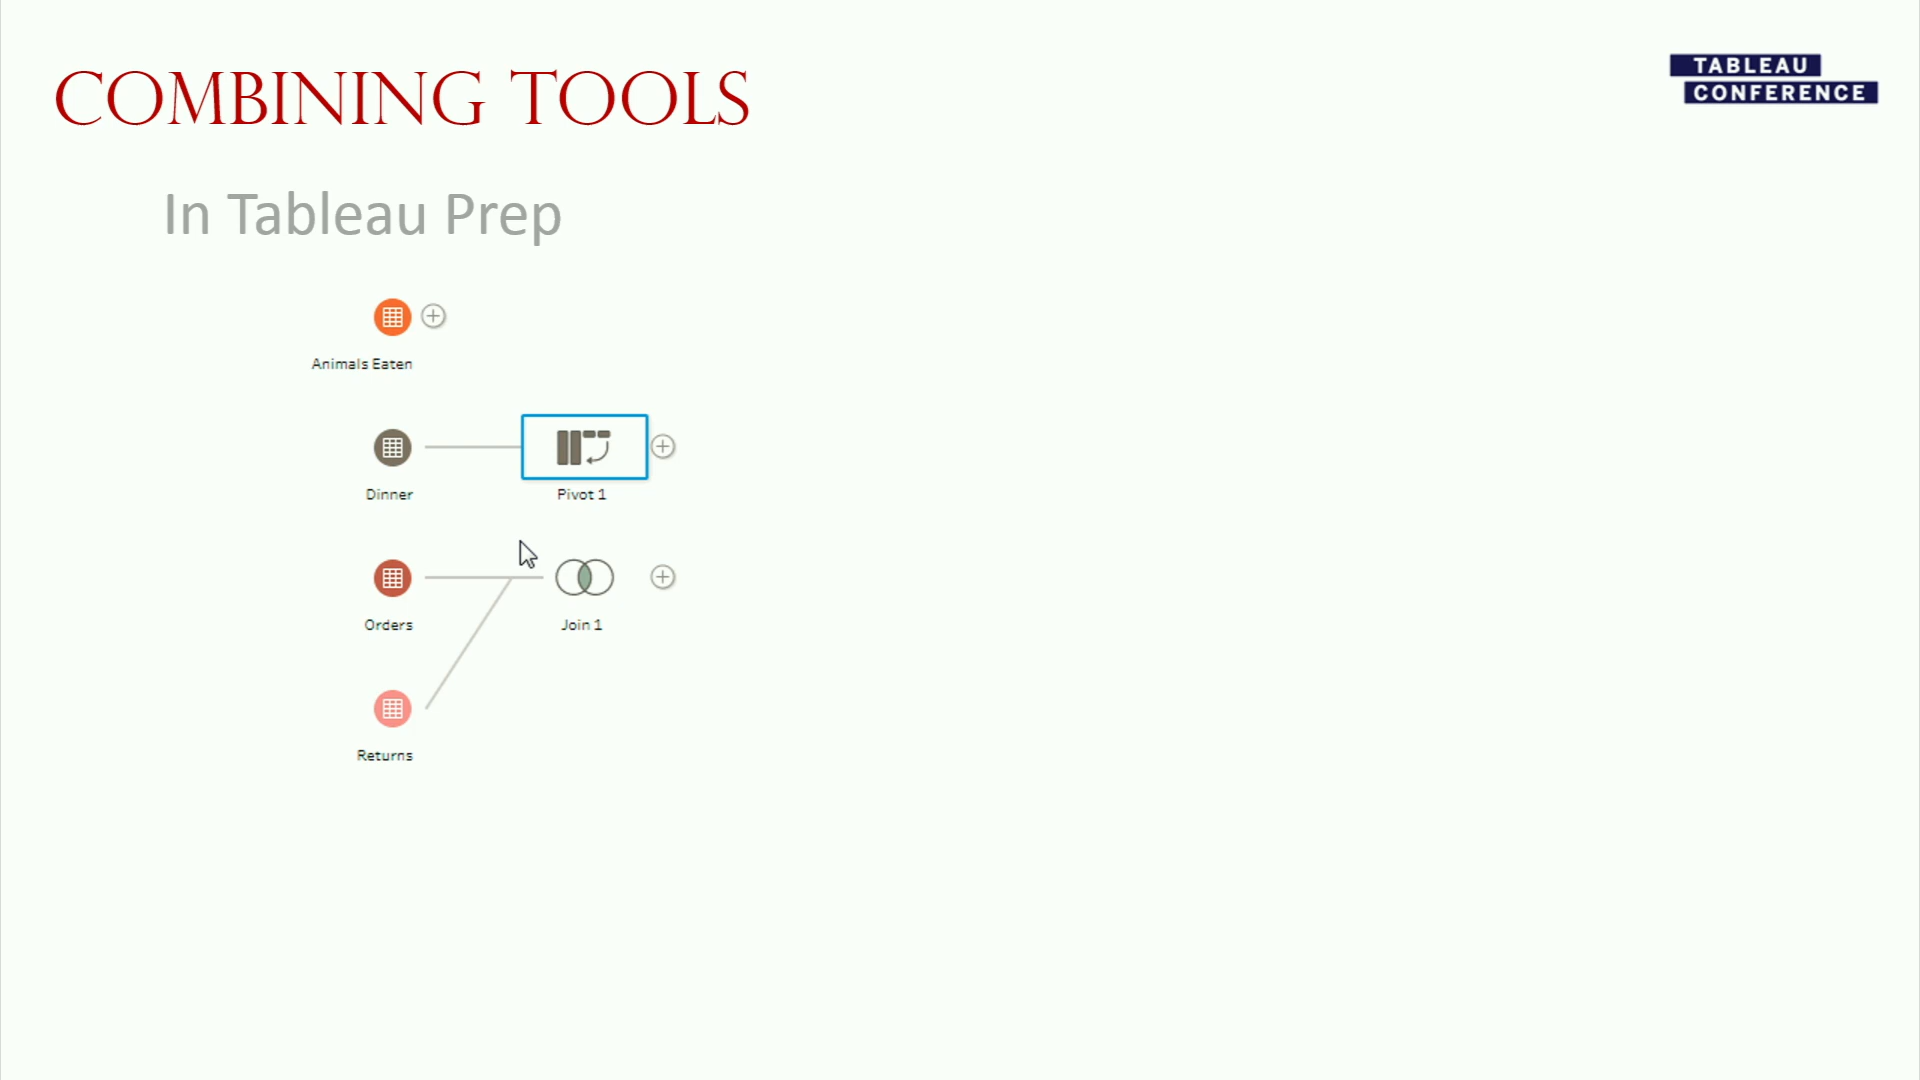 COMBINING TOOLS
TABLEAU
CONFERENCE
In Tableau Prep
Animals Eaten
Dinner
Pivot 1
Orders
Join 1
Returns